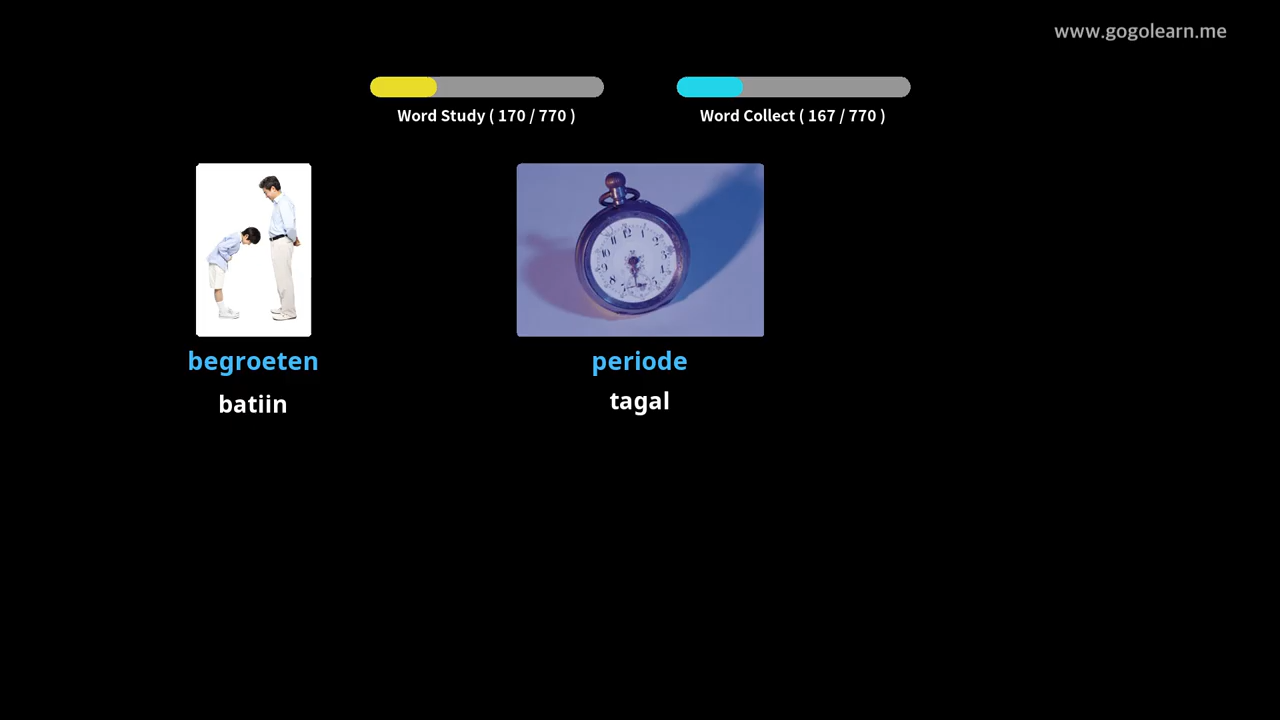 www.gogolearn.me
Word Study ( 170 / 770 )
Word Collect ( 167 / 770 )
begroeten
batiin
periode
tagal